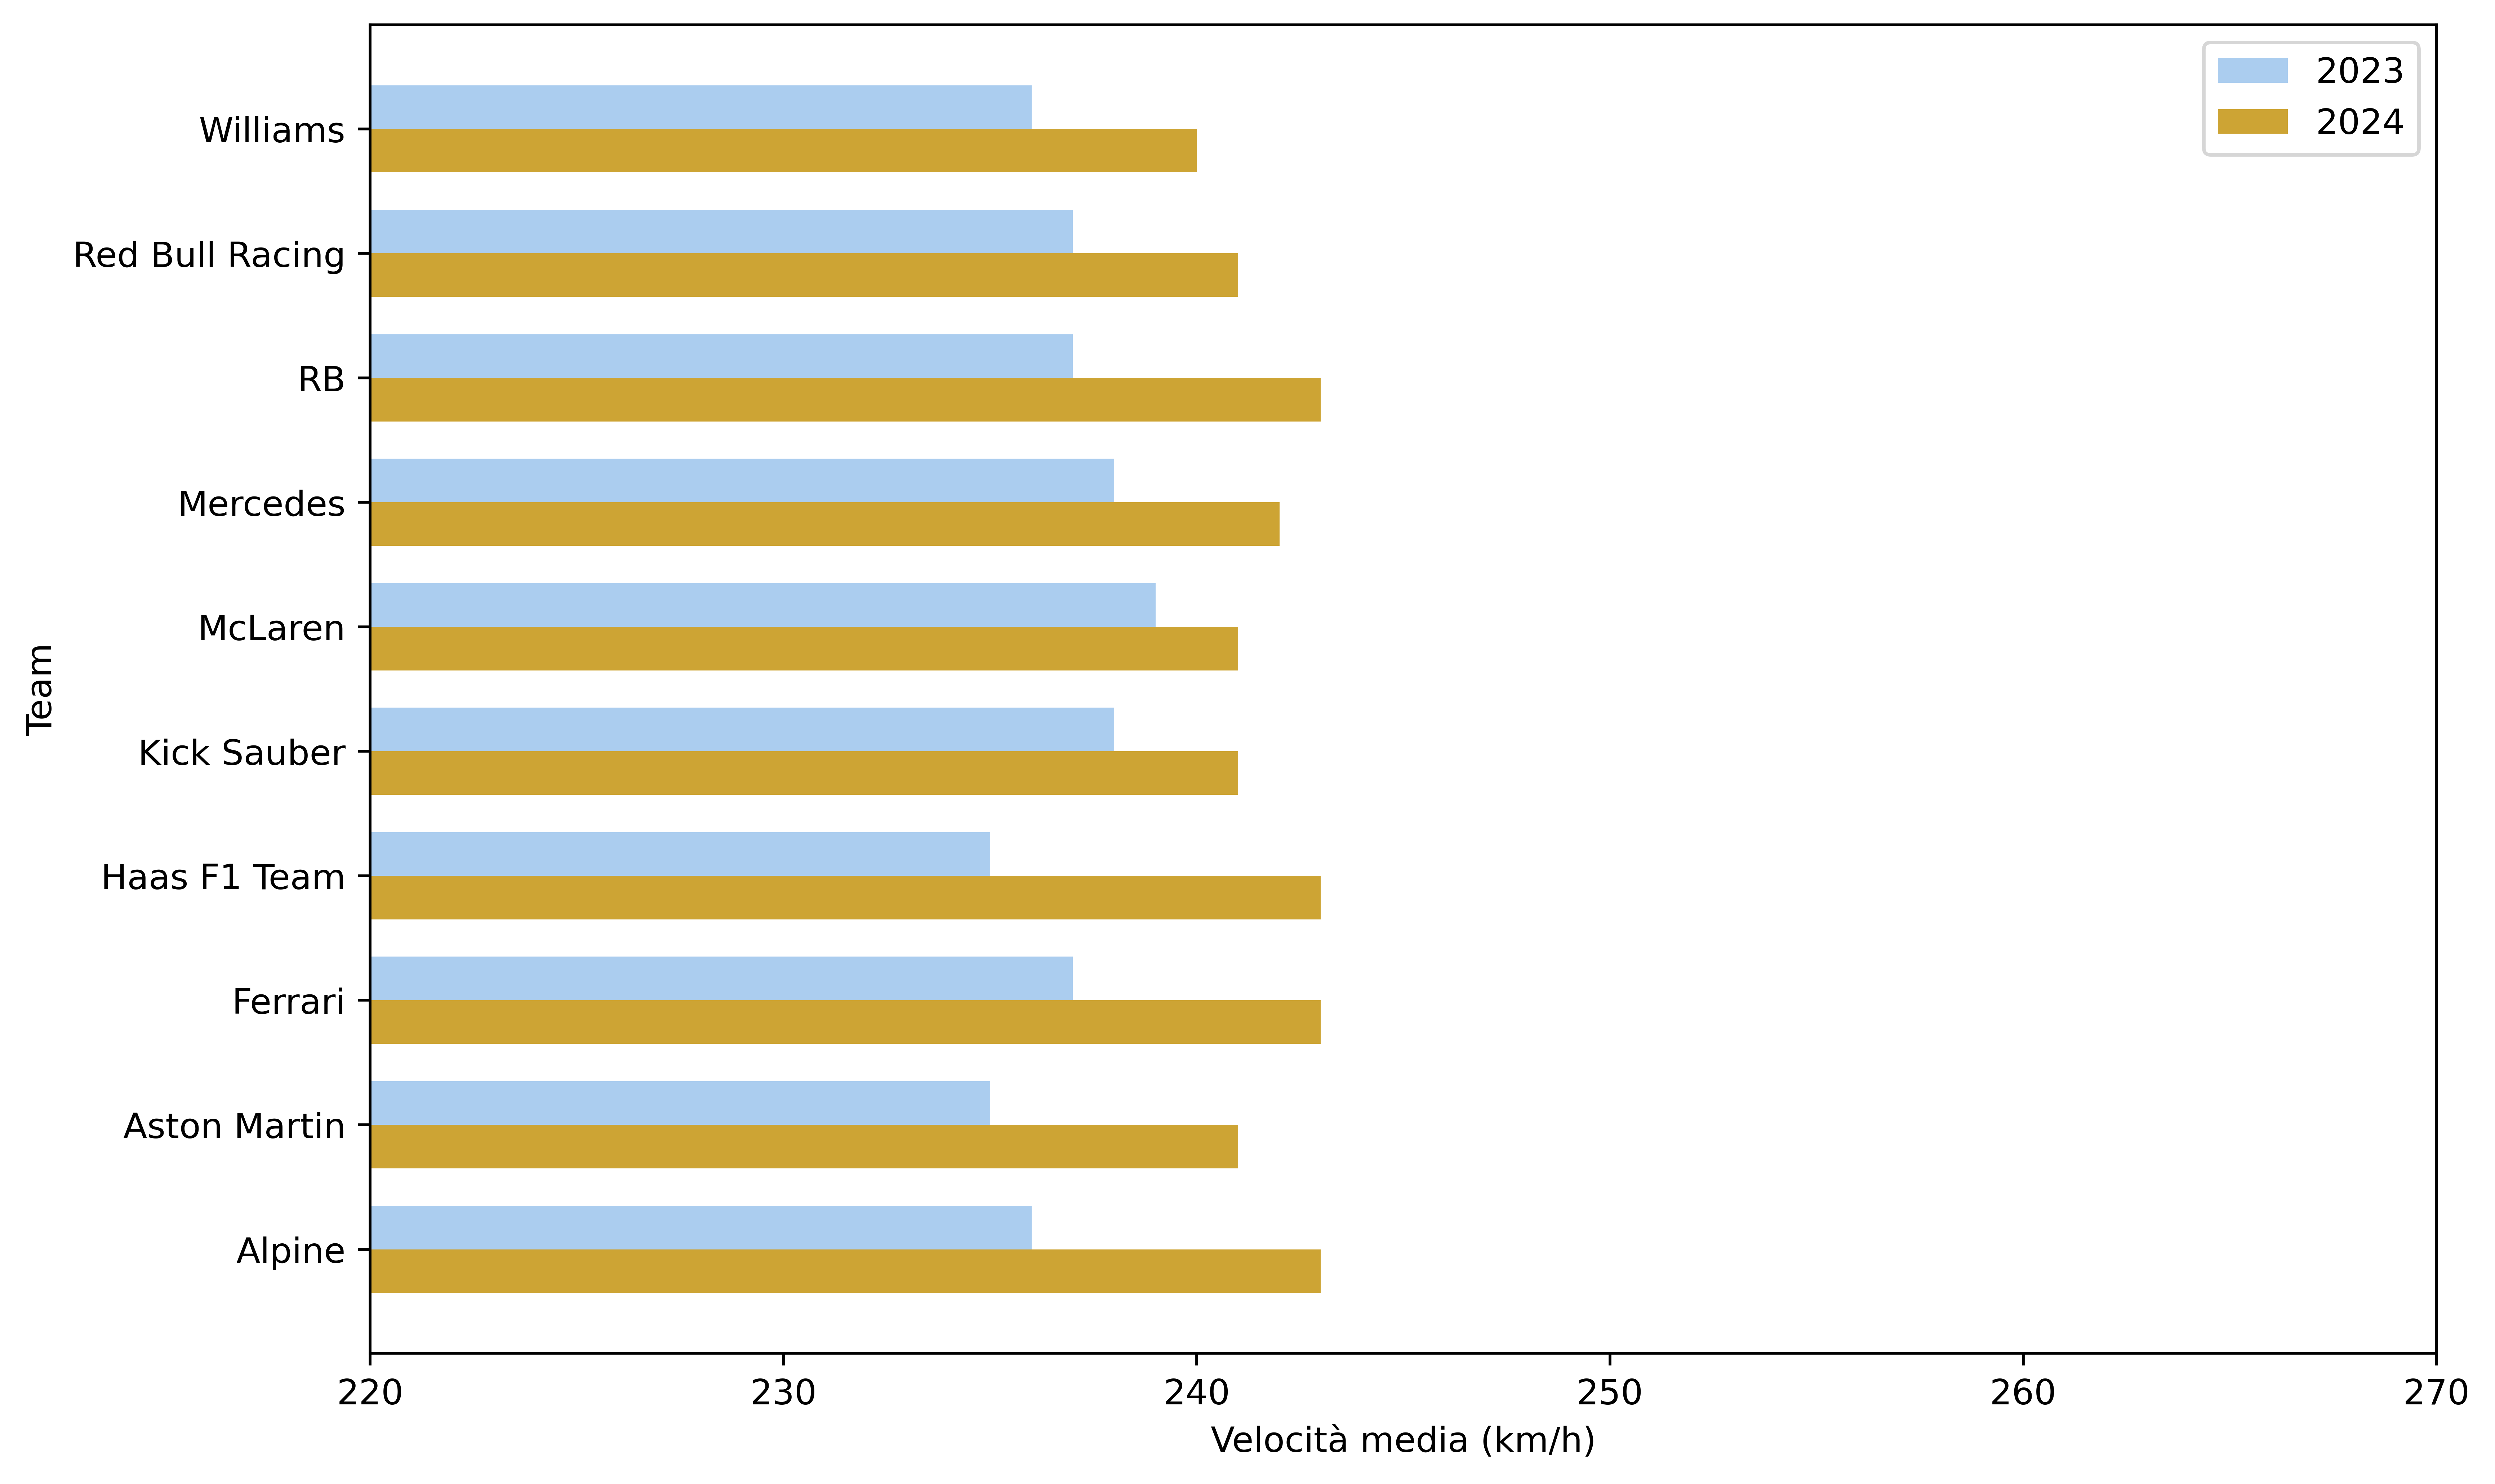 2023
2024
Williams
Red Bull Racing
RB
Mercedes
McLaren
Kick Sauber
Haas F1 Team
Ferrari
Aston Martin
Alpine
Team
220 230 240 250 260 270
Velocità media (km/h)